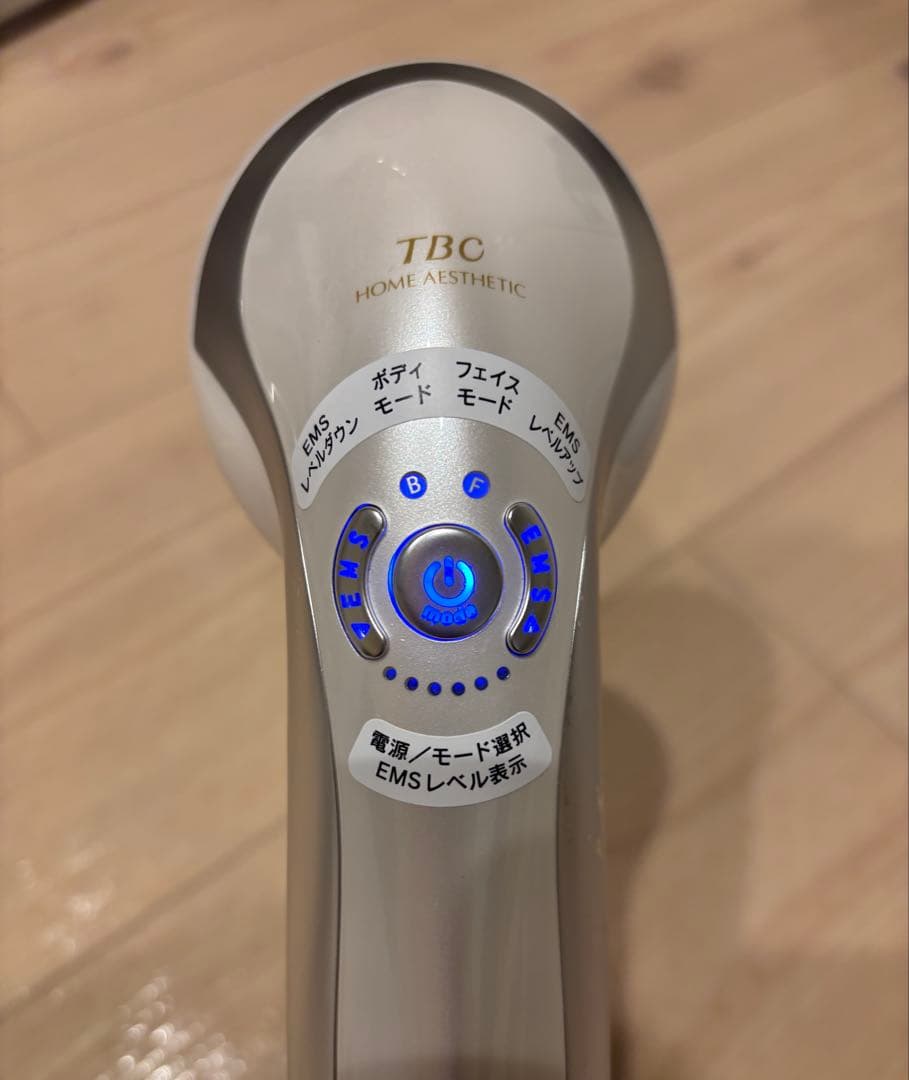 TBC
HOME AESTHETIC
EMS
レベルダウン
ボディ
モード
フェイス
モード
EMS
レベルアップ
B
F
EMS
mode
EMS
電源/モード選択
EMSレベル表示